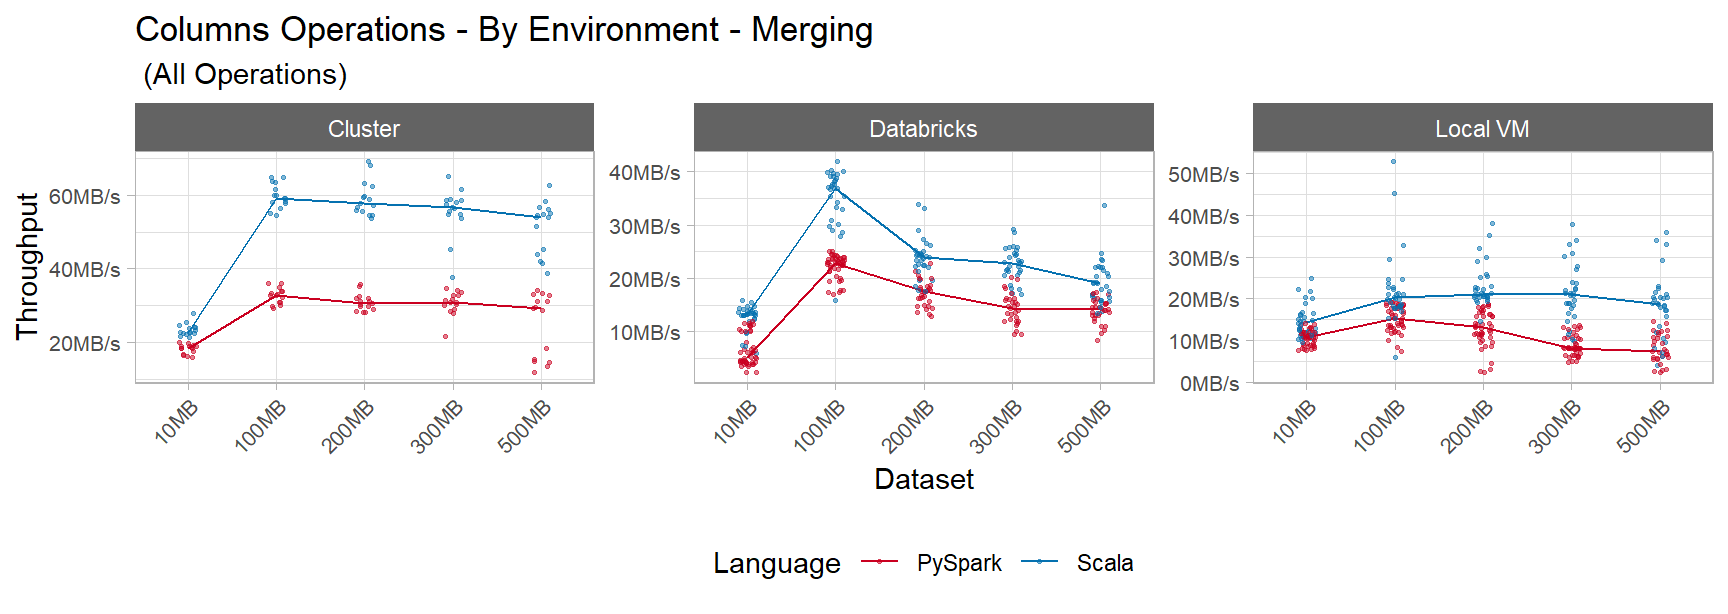 Columns Operations - By Environment - Merging
(All Operations)
Cluster
Databricks
Local VM
Throughput
60MB/s
40MB/s
20MB/s
10MB
100MB
200MB
300MB
500MB
40MB/s
30MB/s
20MB/s
10MB/s
10MB
100MB
200MB
300MB
500MB
50MB/s
40MB/s
30MB/s
20MB/s
10MB/s
0MB/s
10MB
100MB
200MB
300MB
500MB
Dataset
Language PySpark Scala